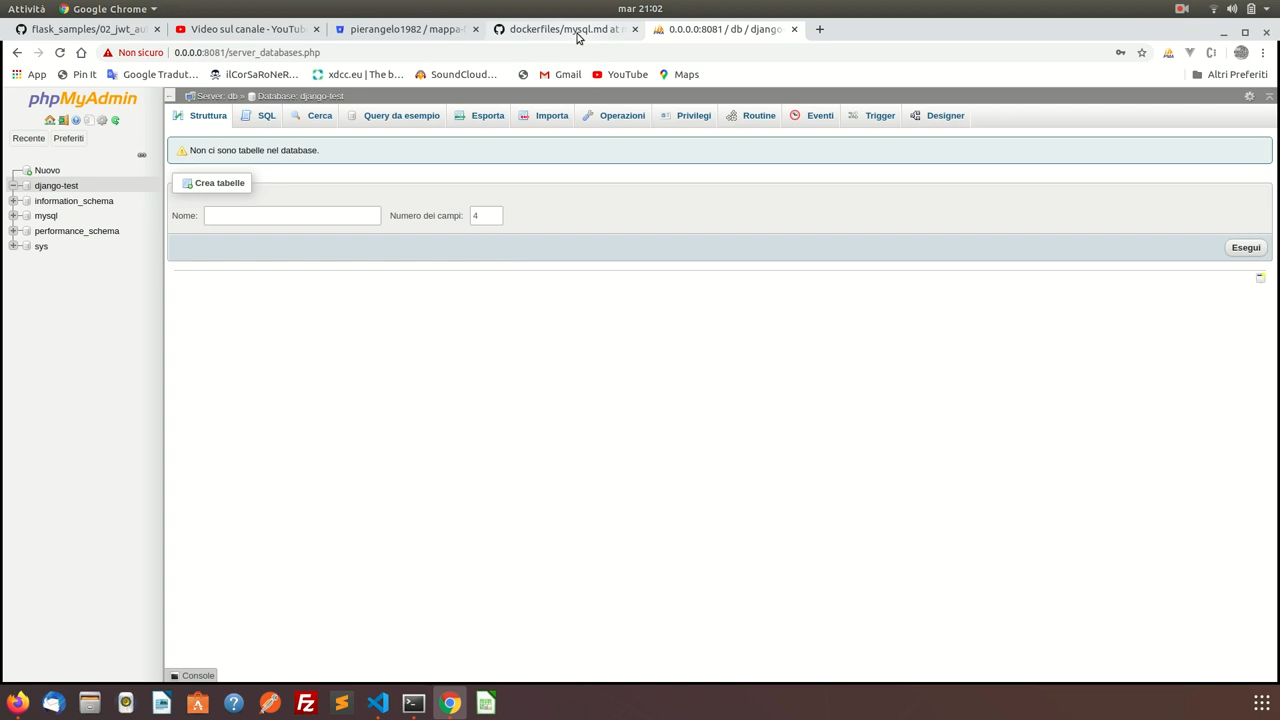 Attività
Google Chrome
mar 21:02
flask_samples/02_jwt_au
Video sul canale - YouTub
pierangelo1982 / mappa-
dockerfiles/mysql.md at m
0.0.0.0:8081 / db / django
Non sicuro
0.0.0.0:8081/server_databases.php
App
Pin It
Google Tradut...
ilCorSaRoNeR...
xdcc.eu | The b...
SoundCloud...
Gmail
YouTube
Maps
Altri Preferiti
phpMyAdmin
Recente
Preferiti
Nuovo
django-test
information_schema
mysql
performance_schema
sys
Server: db »
Database: django-test
Struttura
SQL
Cerca
Query da esempio
Esporta
Importa
Operazioni
Privilegi
Routine
Eventi
Trigger
Designer
Non ci sono tabelle nel database.
Crea tabelle
Nome:
Numero dei campi:
4
Esegui
Console